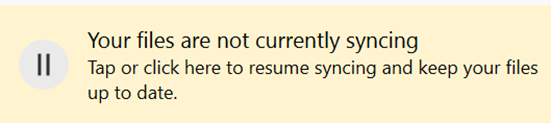 Your files are not currently syncing
Tap or click here to resume syncing and keep your files
up to date.